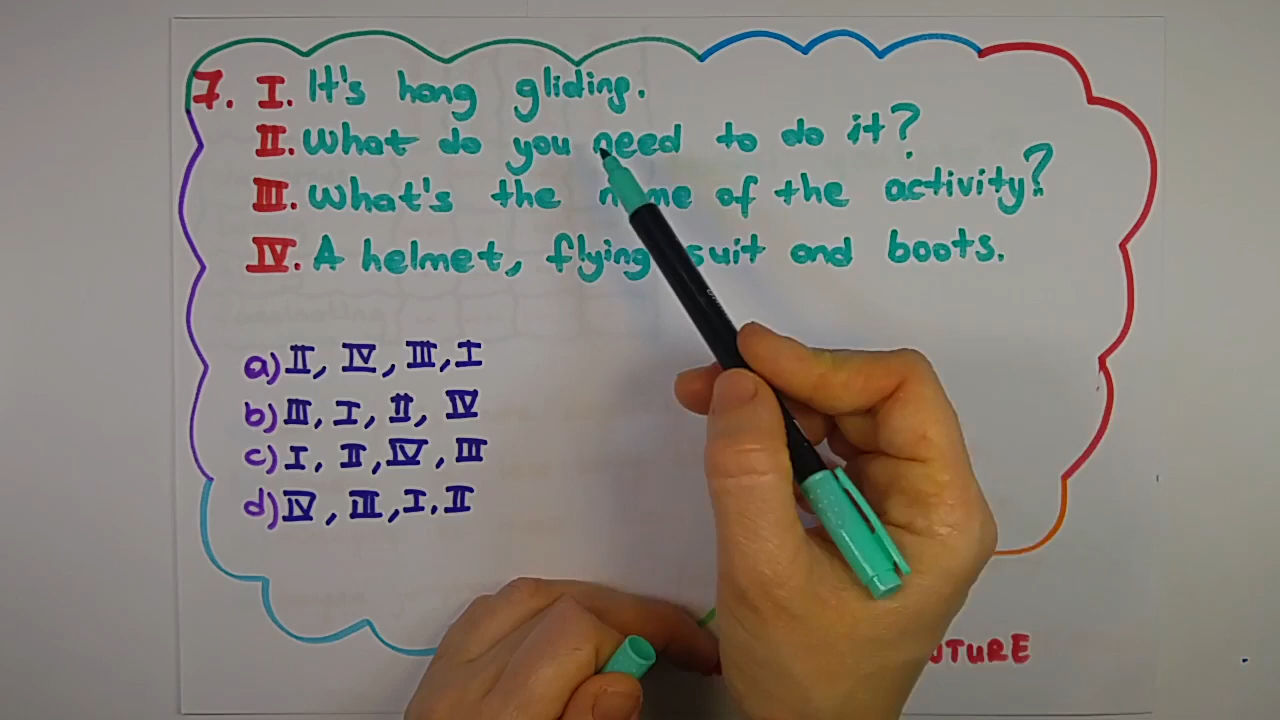 7. I. It's hang gliding.
II. What do you need to do it?
III. What's the name of the activity?
IV. A helmet, flying suit and boots.
a) II, IV, III, I
b) III, I, II, IV
c) I, II, IV, III
d) IV, III, I, II